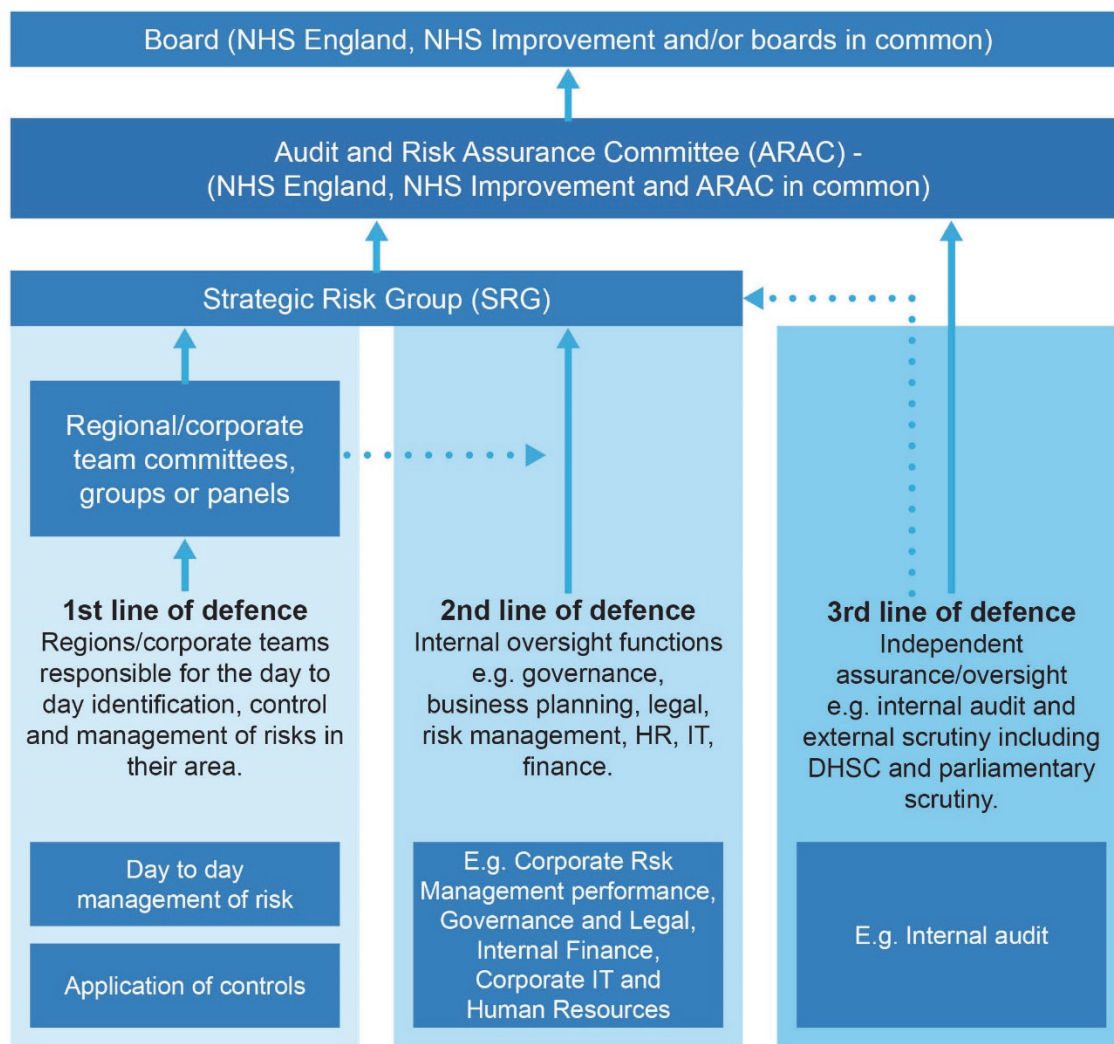 Board (NHS England, NHS Improvement and/or boards in common)
Audit and Risk Assurance Committee (ARAC) -
(NHS England, NHS Improvement and ARAC in common)
Strategic Risk Group (SRG)
Regional/corporate
team committees,
groups or panels
1st line of defence
Regions/corporate teams
responsible for the day to
day identification, control
and management of risks in
their area.
Day to day
management of risk
Application of controls
2nd line of defence
Internal oversight functions
e.g. governance,
business planning, legal,
risk management, HR, IT,
finance.
E.g. Corporate Rsk
Management performance,
Governance and Legal,
Internal Finance,
Corporate IT and
Human Resources
3rd line of defence
Independent
assurance/oversight
e.g. internal audit and
external scrutiny including
DHSC and parliamentary
scrutiny.
E.g. Internal audit